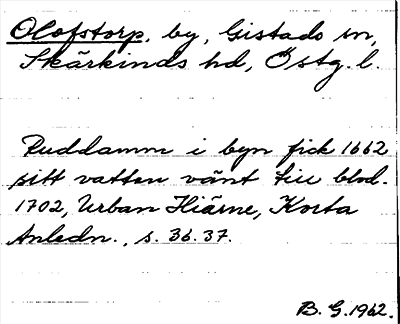 Olofstorp, by, Gistads sn,
Skärkinds hd, Östg. l.
Ruddamm i byn fick 1662
sitt vatten vänt till blod.
1702, Urban Hiärne, Korta
Anledn., s. 36.37.
B. G. 1962.